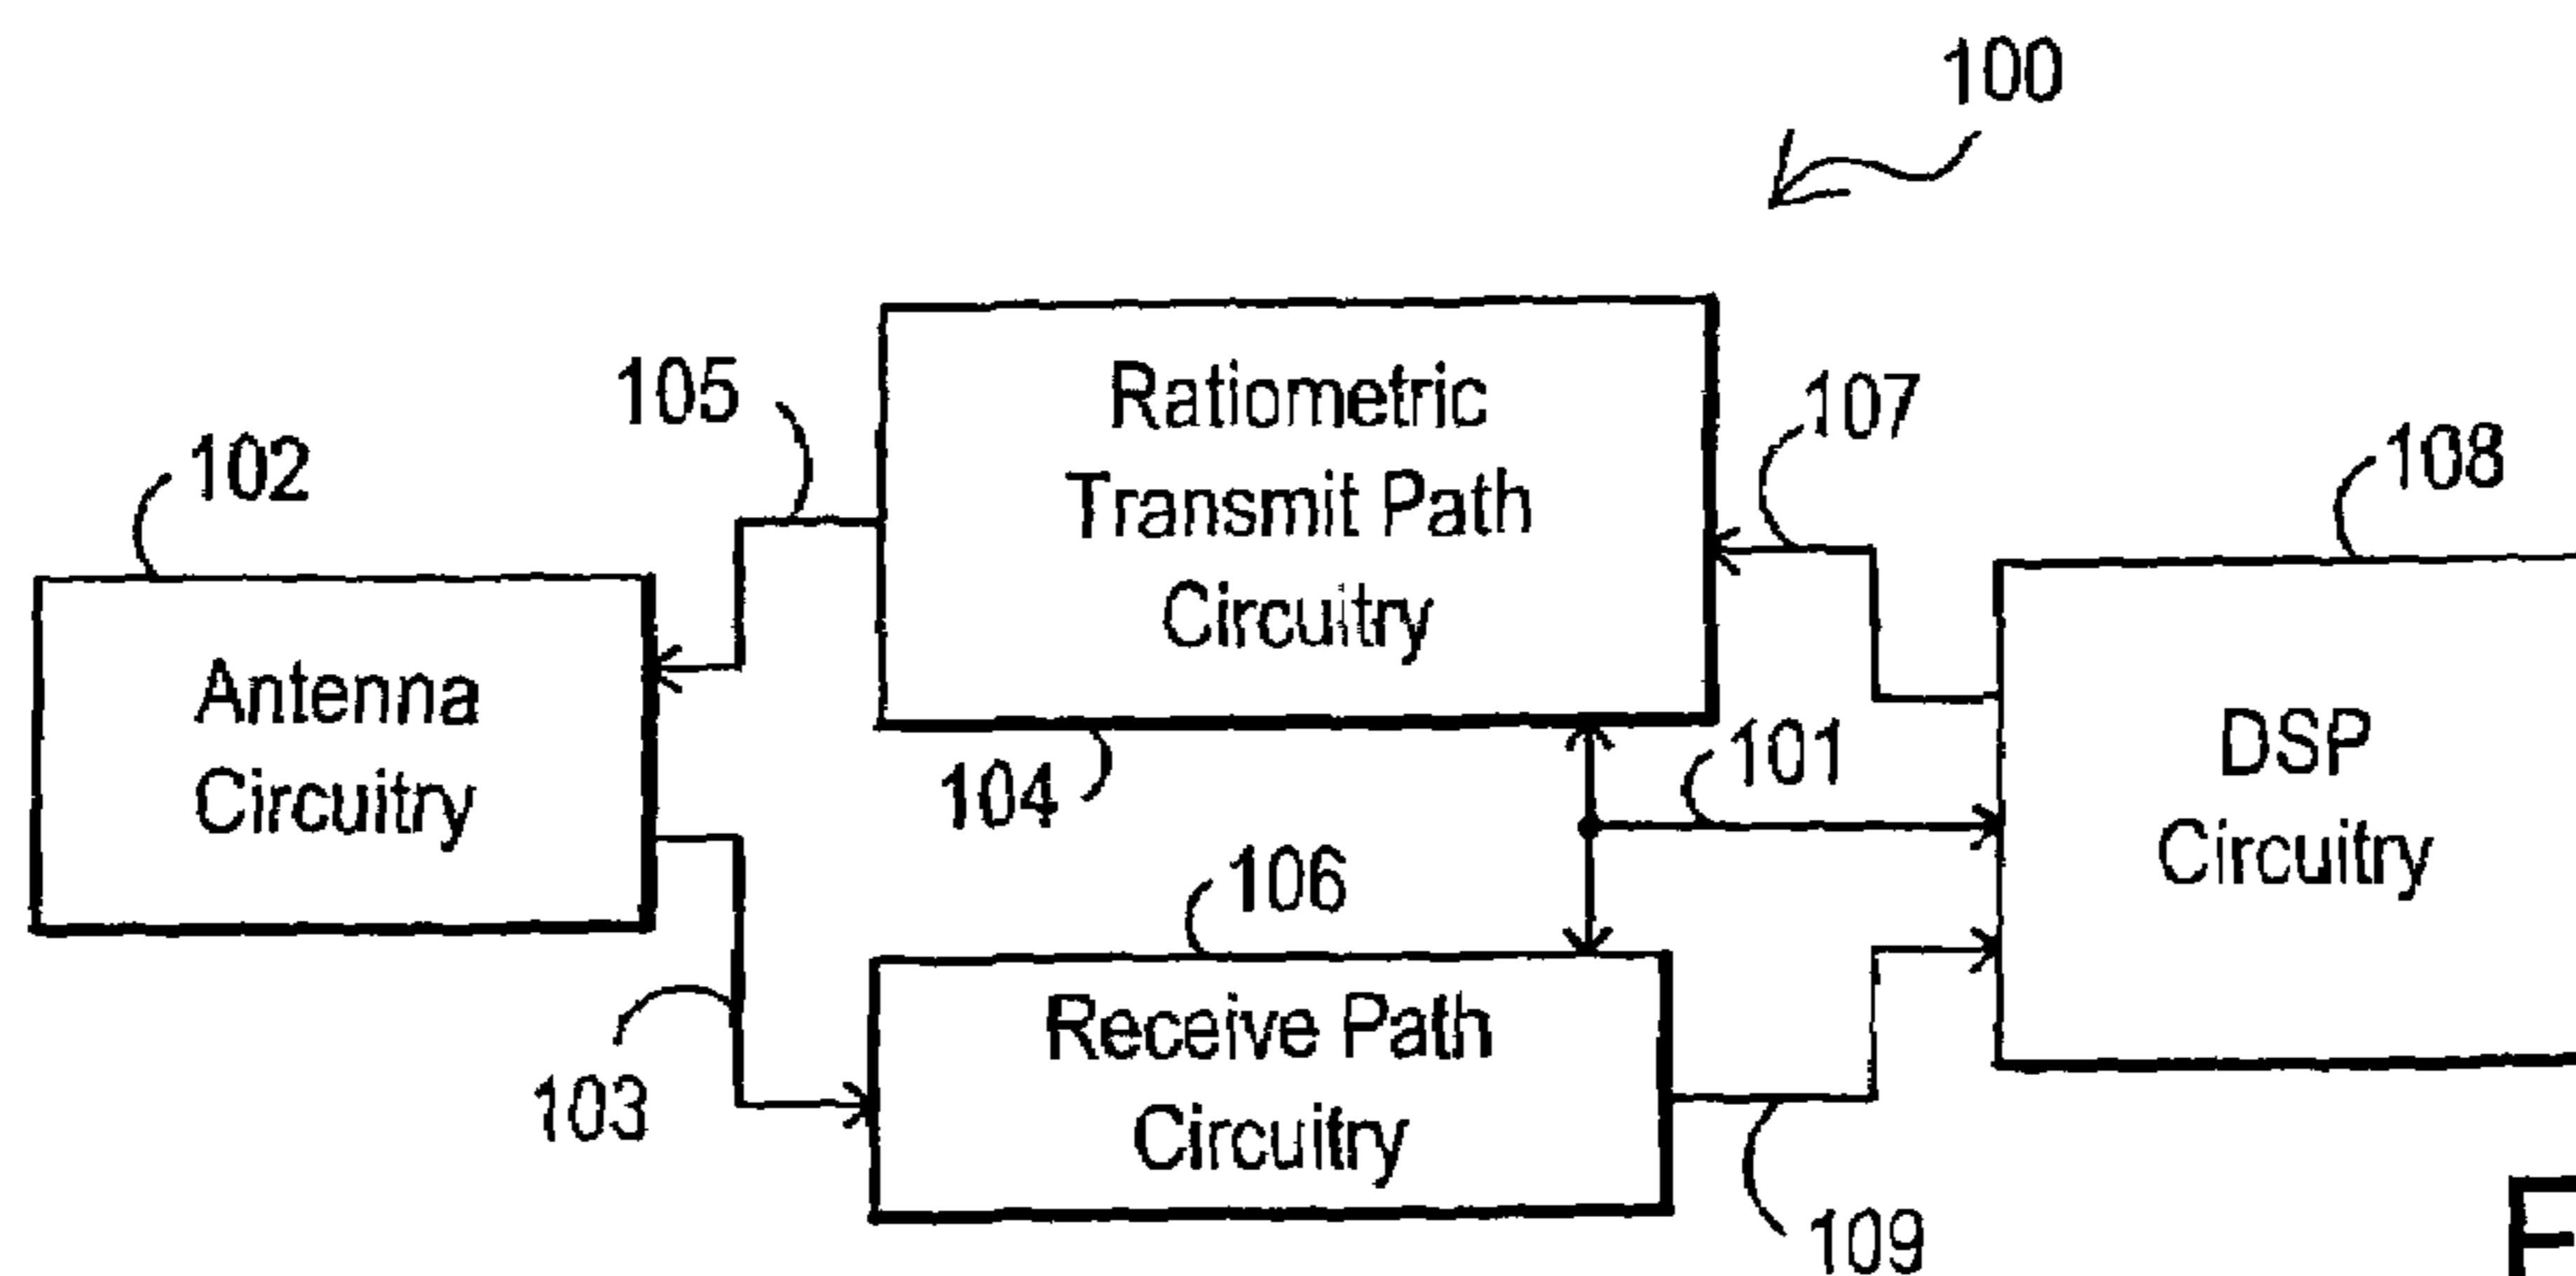 100
105
Ratiometric
Transmit Path
Circuitry
107
102
108
Antenna
Circuitry
104
101
DSP
Circuitry
106
103
Receive Path
Circuitry
109
F